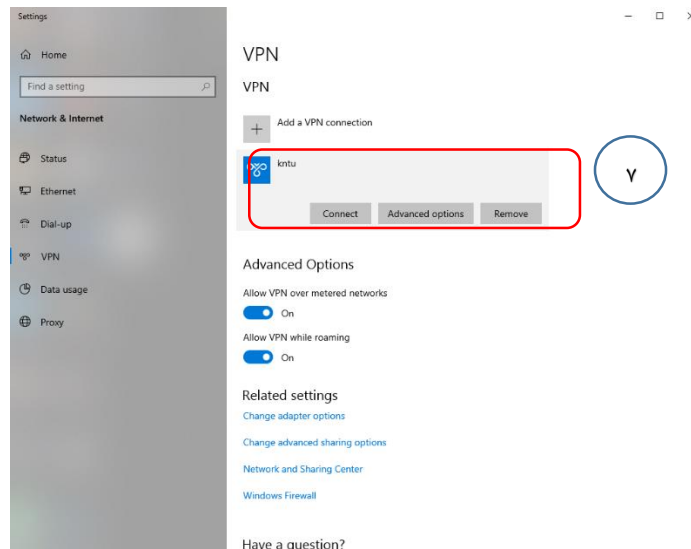 Settings
Home
Find a setting
Network & Internet
Status
Ethernet
Dial-up
VPN
Data usage
Proxy
VPN
VPN
Add a VPN connection
kntu
Connect Advanced options Remove
۷
Advanced Options
Allow VPN over metered networks
On
Allow VPN while roaming
On
Related settings
Change adapter options
Change advanced sharing options
Network and Sharing Center
Windows Firewall
Have a question?